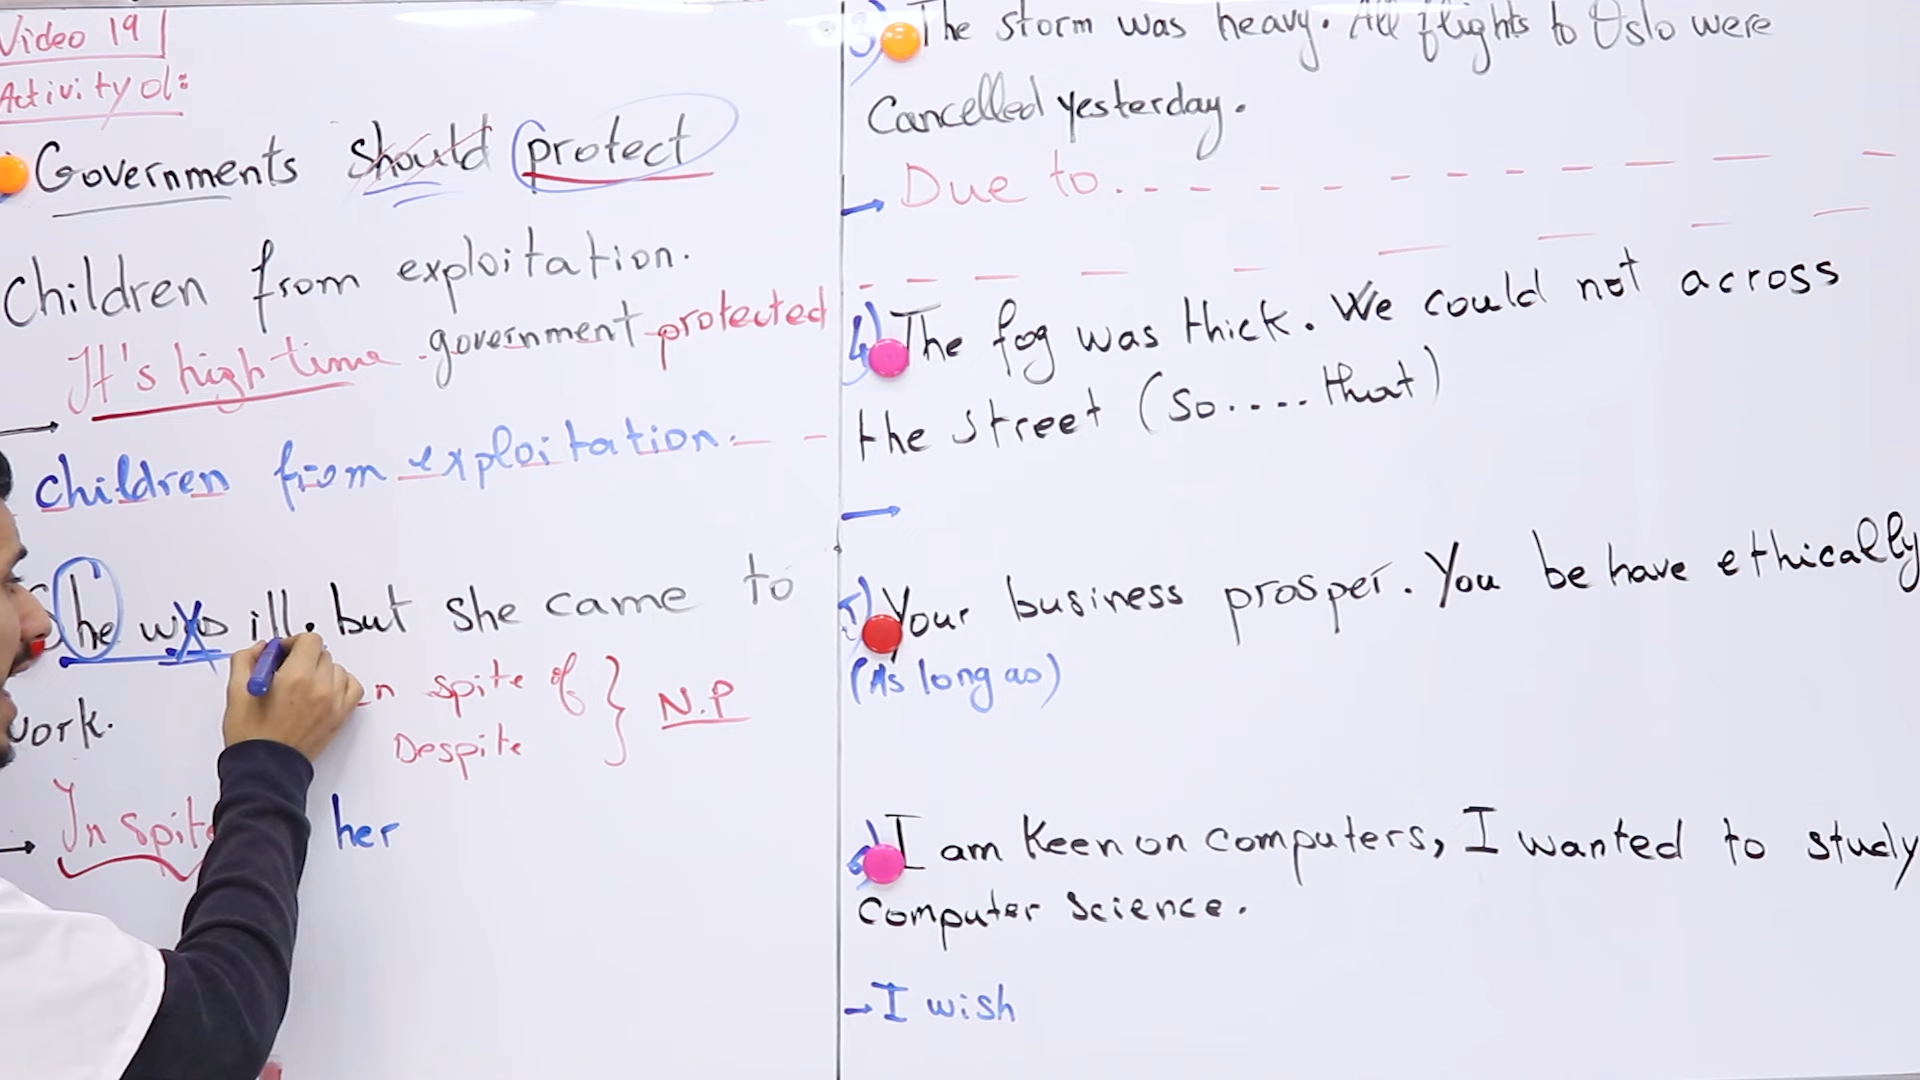 Video 19
Activity 01:
Governments should protect
Children from exploitation.
It's high time government protected
children from exploitation.
She was ill. but she came to
work.
In spite of } N.P
Despite
In spite her
3) The storm was heavy. All flights to Oslo were
Cancelled yesterday.
Due to
4) The fog was thick. We could not across
the street (so.... that)
5) Your business prosper. You be have ethically
(As long as)
I am Keen on computers, I wanted to study
Computer Science.
I wish